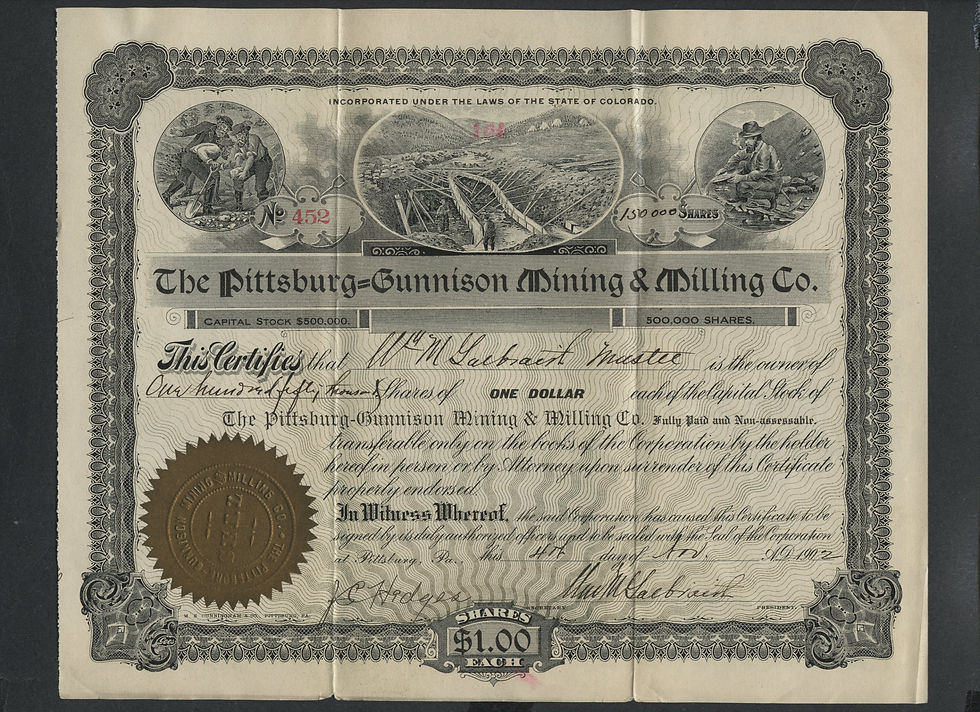 INCORPORATED UNDER THE LAWS OF THE STATE OF COLORADO.
No 452
150000 SHARES
The Pittsburg=Gunnison Mining & Milling Co.
CAPITAL STOCK $500,000.
500,000 SHARES.
This Certifies that Wm M Galbraith Trustee is the owner of
One hundred fifty Shares of ONE DOLLAR each of the Capital Stock of
The Pittsburg-Gunnison Mining & Milling Co. Fully Paid and Non-assessable.
transferable only on the books of the Corporation by the holder
hereof in person or by Attorney upon surrender of this Certificate
properly endorsed.
In Witness Whereof, the said Corporation has caused this Certificate to be
signed by its duly authorized officers and to be sealed with the Seal of the Corporation
at Pittsburg, Pa., this 4th day of Nov. A.D. 1902
J C Hedges
Wm M Galbraith
SECRETARY
PRESIDENT.
SHARES
$1.00
EACH
MINING & MILLING CO.
SEAL